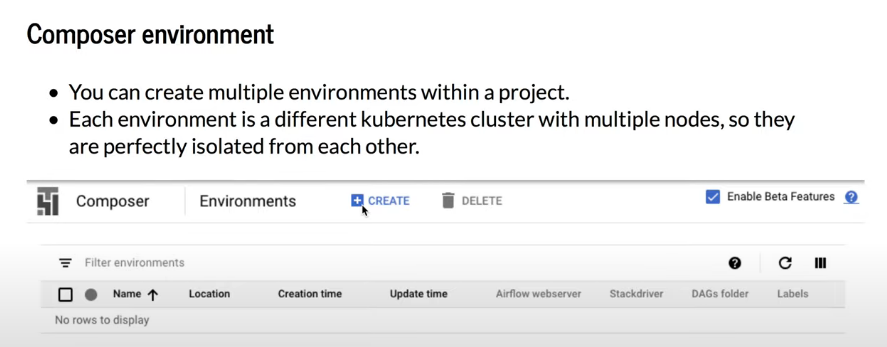 Composer environment
• You can create multiple environments within a project.
• Each environment is a different kubernetes cluster with multiple nodes, so they
are perfectly isolated from each other.
Composer Environments CREATE DELETE Enable Beta Features ?
Filter environments ?
Name ↑ Location Creation time Update time Airflow webserver Stackdriver DAGs folder Labels
No rows to display